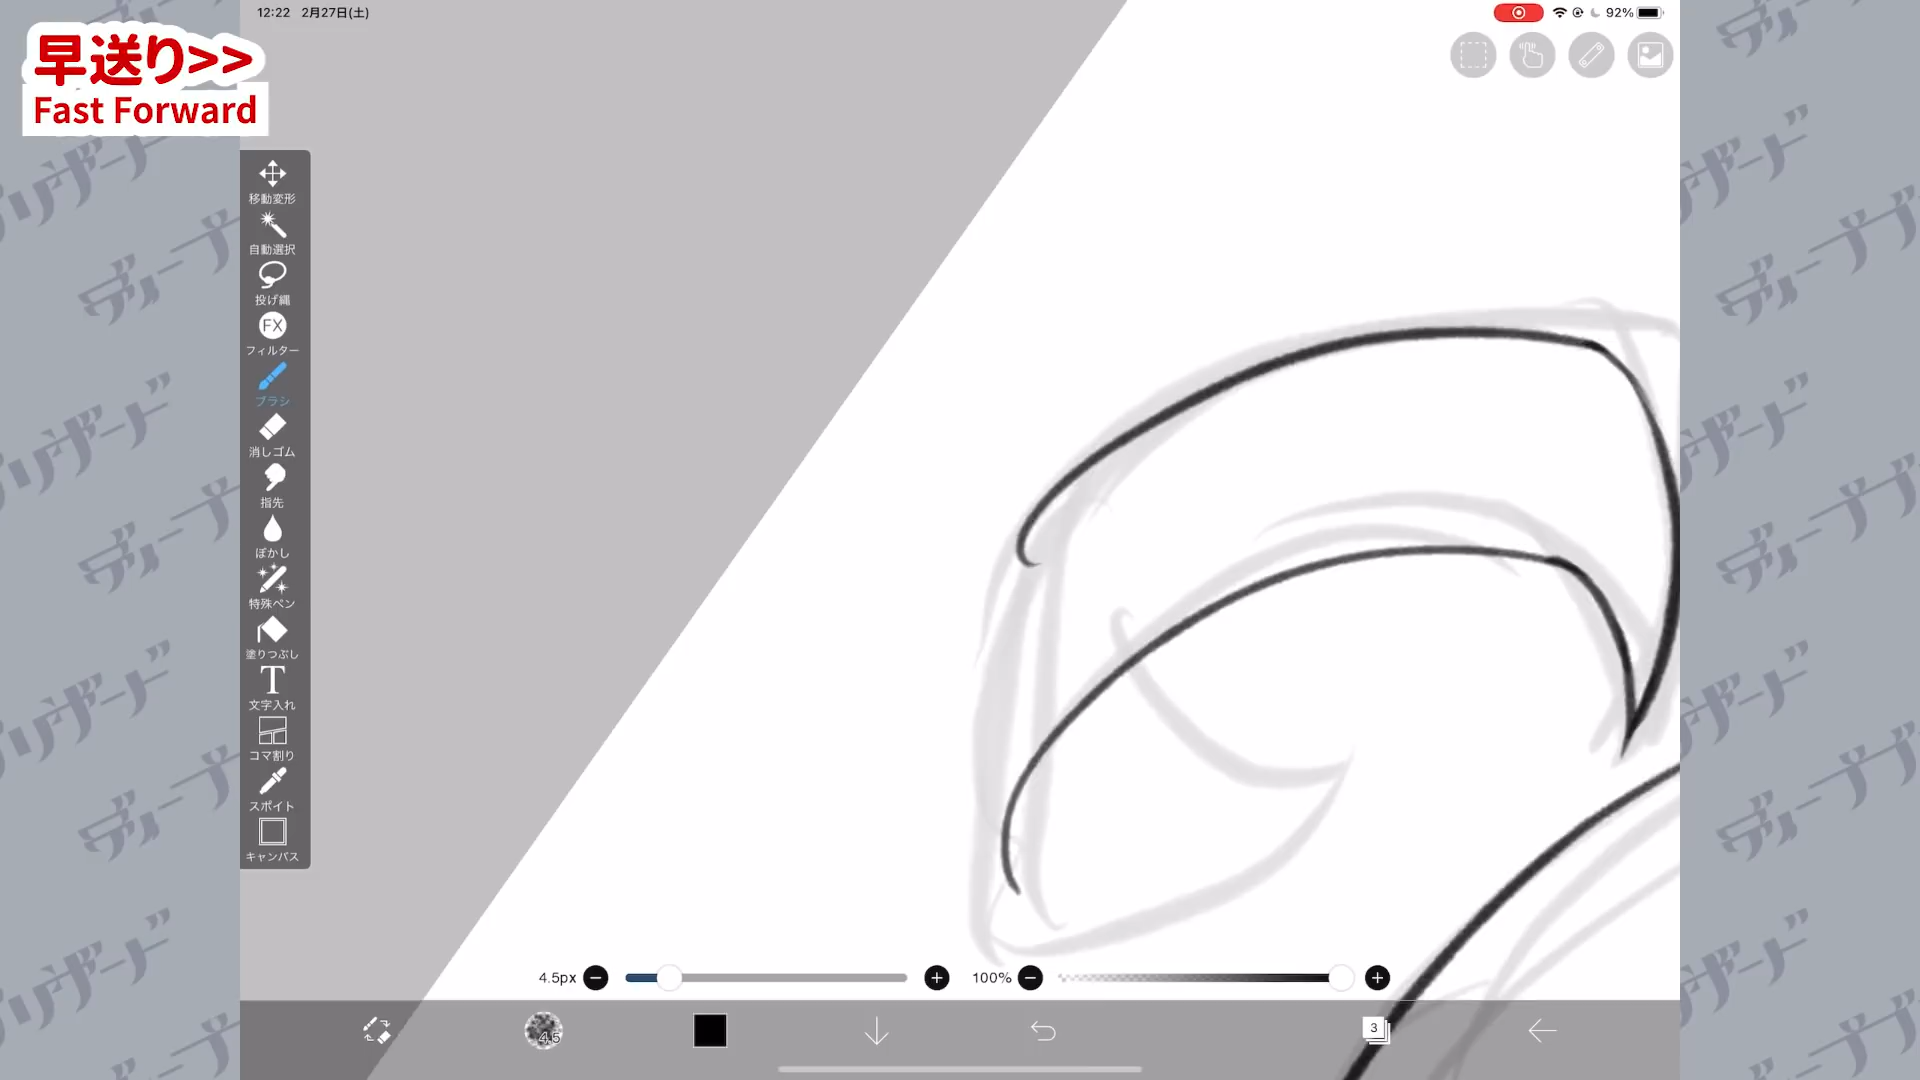 12:22 2月27日(土)
92%
早送り>>
Fast Forward
移動変形
自動選択
投げ縄
FX
フィルター
ブラシ
消しゴム
指先
ぼかし
特殊ペン
塗りつぶし
T
文字入れ
コマ割り
スポイト
キャンバス
4.5px
100%
4.5
3